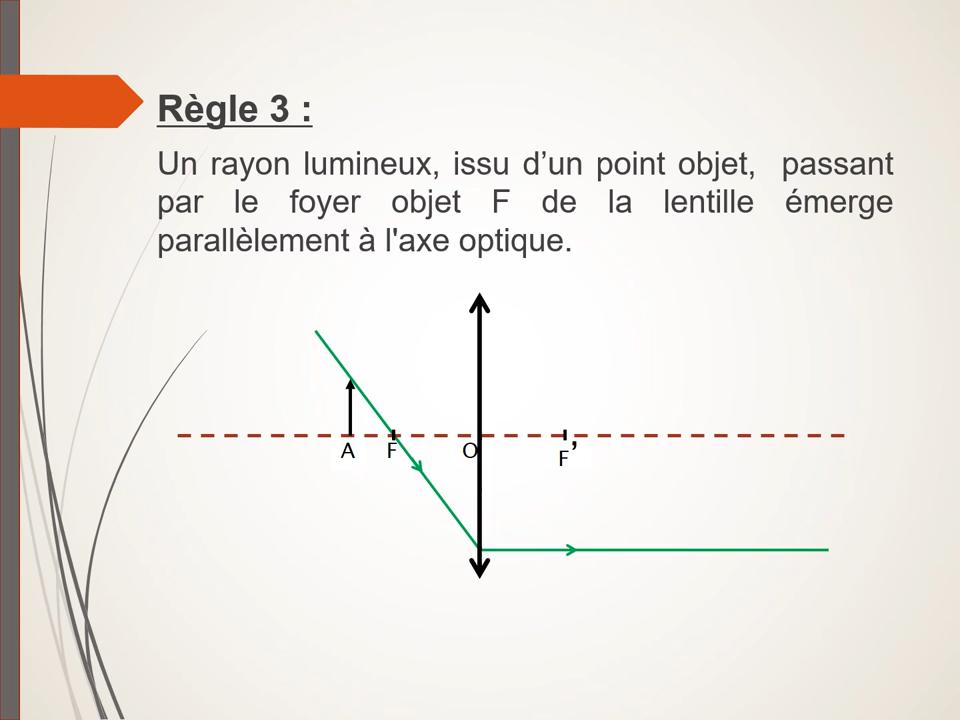 Règle 3 :
Un rayon lumineux, issu d’un point objet, passant
par le foyer objet F de la lentille émerge
parallèlement à l'axe optique.
A F O F’